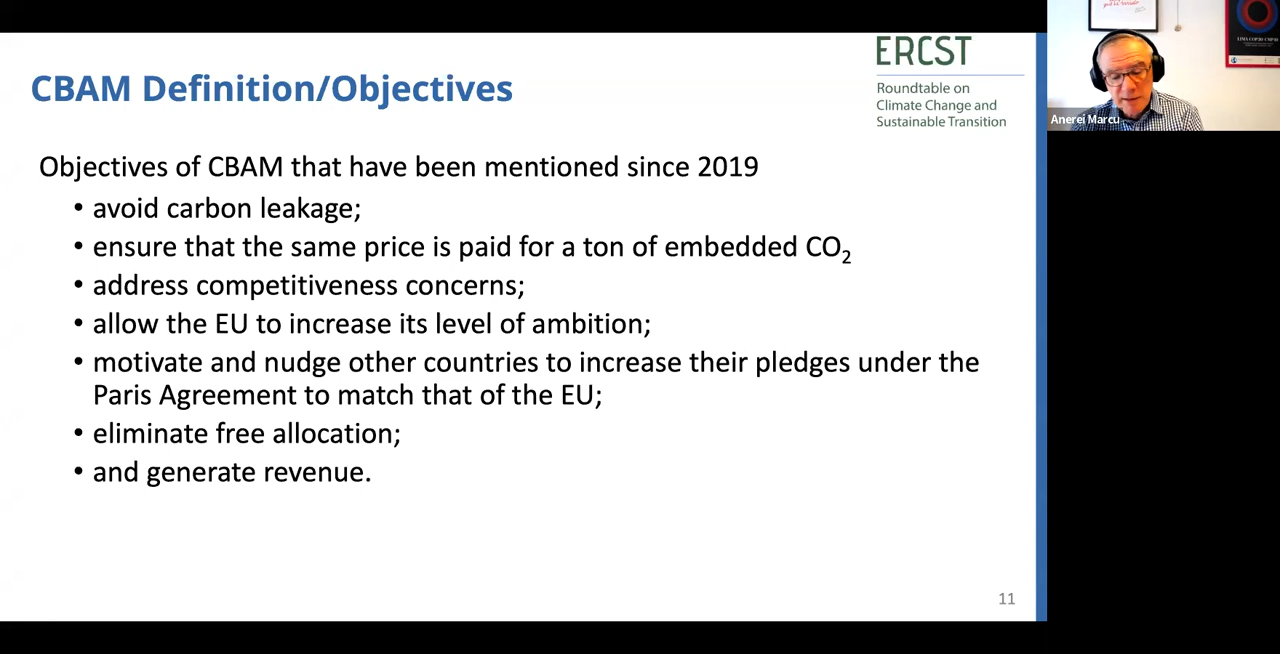 CBAM Definition/Objectives
ERCST
Roundtable on
Climate Change and
Sustainable Transition
Objectives of CBAM that have been mentioned since 2019
• avoid carbon leakage;
• ensure that the same price is paid for a ton of embedded CO₂
• address competitiveness concerns;
• allow the EU to increase its level of ambition;
• motivate and nudge other countries to increase their pledges under the
Paris Agreement to match that of the EU;
• eliminate free allocation;
• and generate revenue.
11
Anerei Marcu
LIMA COP20 CMP10